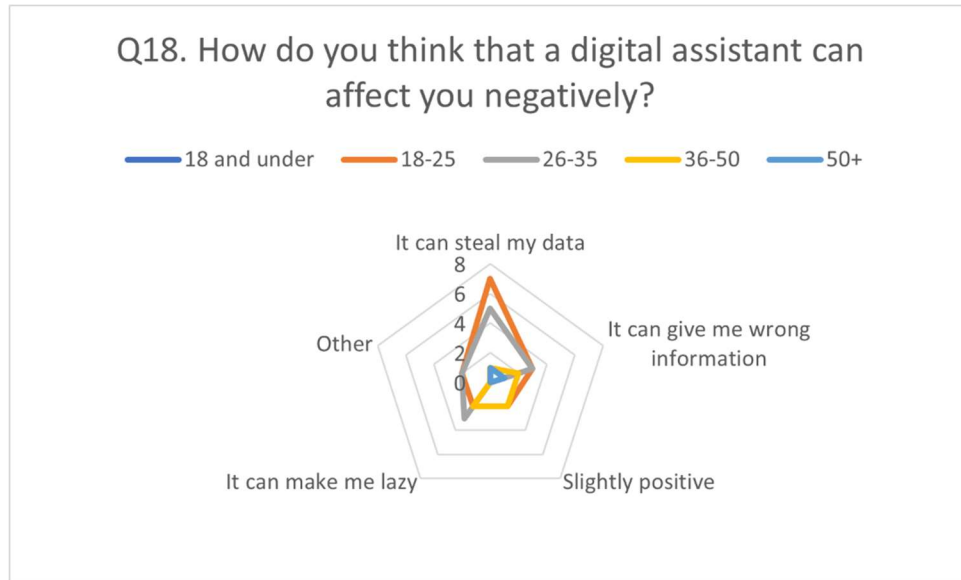 Q18. How do you think that a digital assistant can
affect you negatively?
18 and under 18-25 26-35 36-50 50+
It can steal my data
8
6
4
2
0
It can give me wrong
information
Slightly positive
It can make me lazy
Other